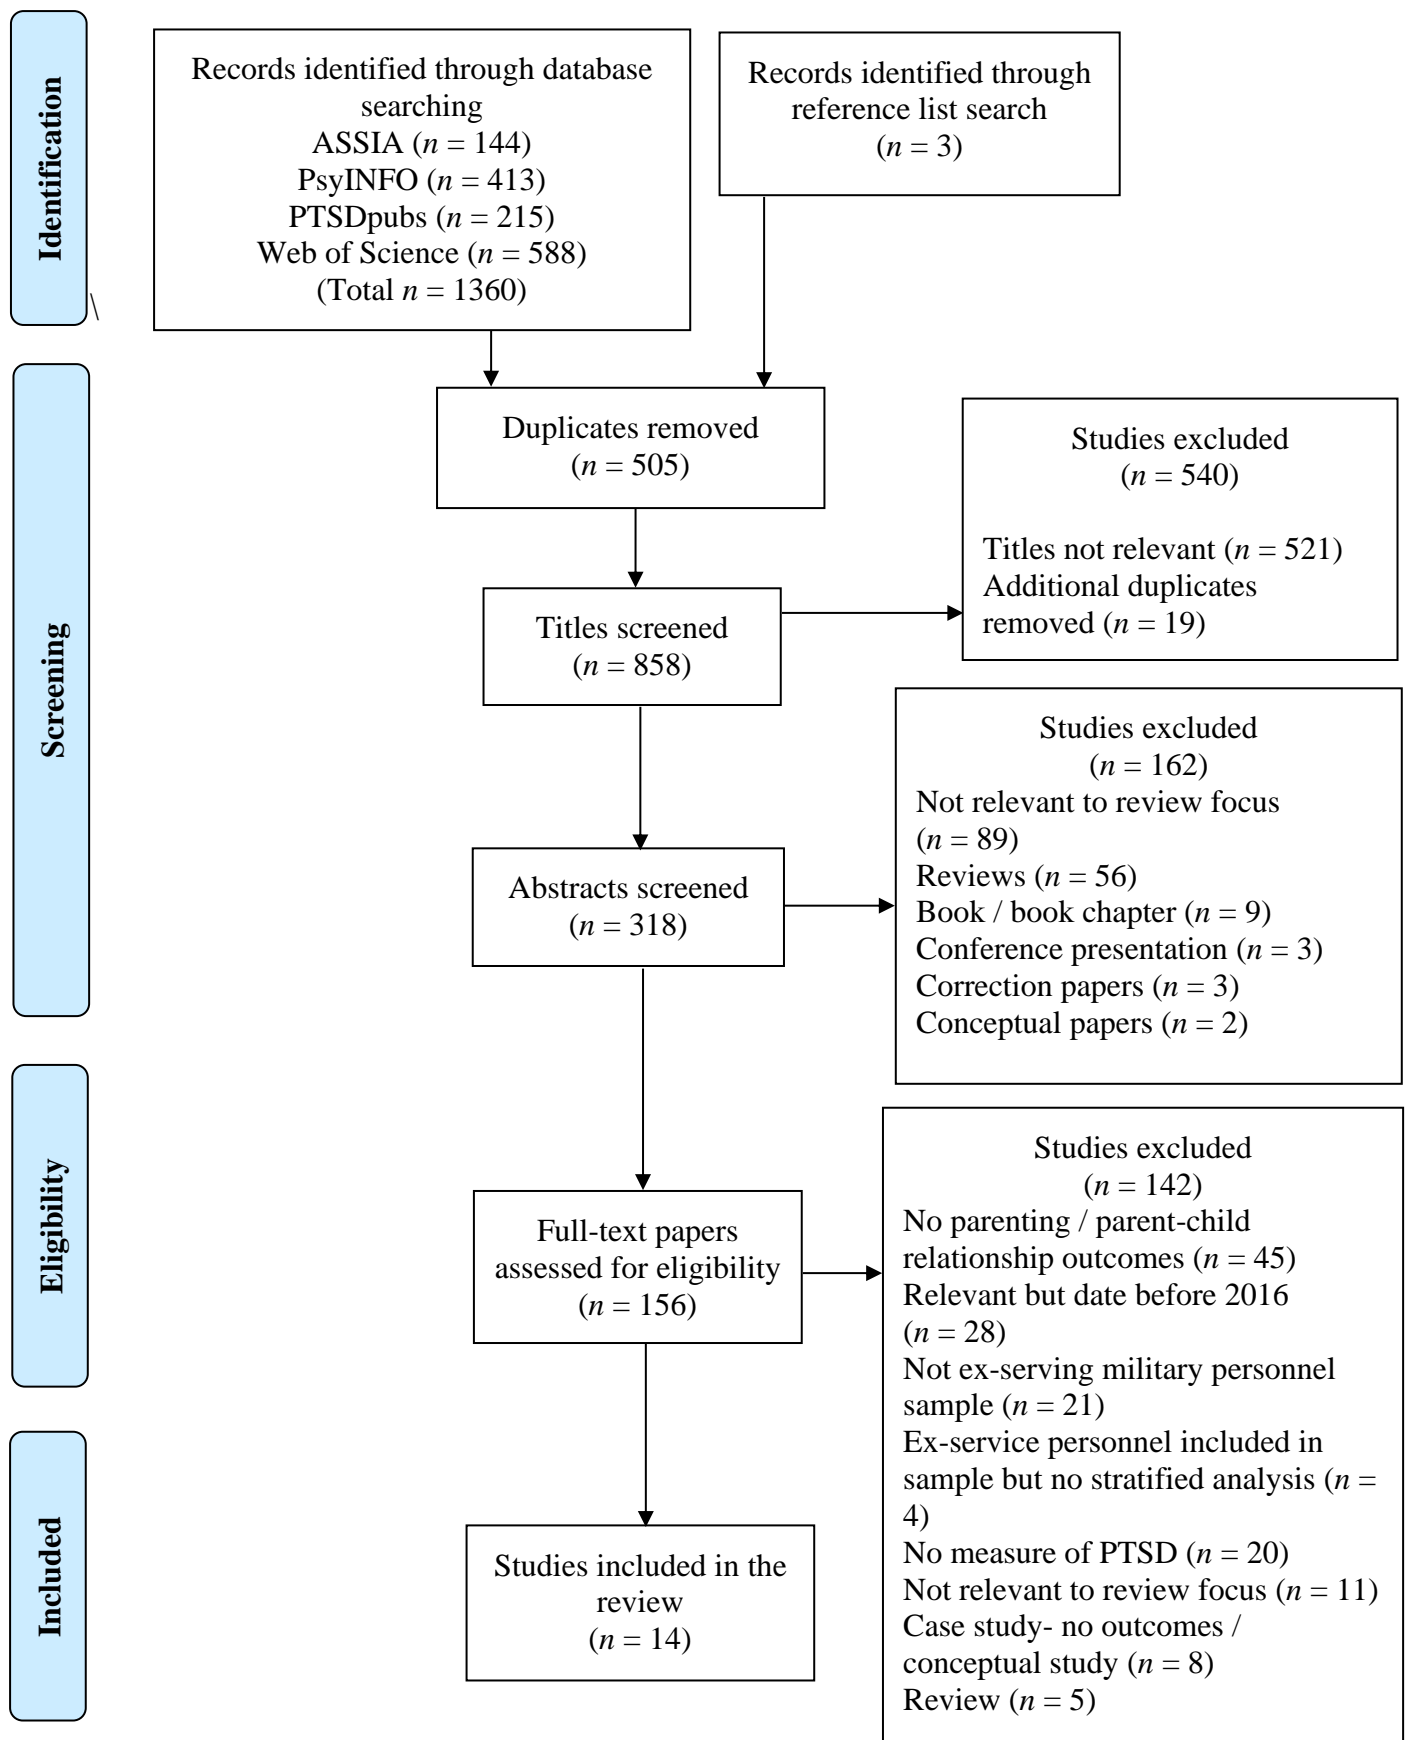 Identification
Records identified through database
searching
ASSIA (n = 144)
PsyINFO (n = 413)
PTSDpubs (n = 215)
Web of Science (n = 588)
(Total n = 1360)
Records identified through
reference list search
(n = 3)
\
Screening
Duplicates removed
(n = 505)
Studies excluded
(n = 540)
Titles not relevant (n = 521)
Additional duplicates
removed (n = 19)
Titles screened
(n = 858)
Studies excluded
(n = 162)
Not relevant to review focus
(n = 89)
Reviews (n = 56)
Book / book chapter (n = 9)
Conference presentation (n = 3)
Correction papers (n = 3)
Conceptual papers (n = 2)
Abstracts screened
(n = 318)
Eligibility
Full-text papers
assessed for eligibility
(n = 156)
Studies excluded
(n = 142)
No parenting / parent-child
relationship outcomes (n = 45)
Relevant but date before 2016
(n = 28)
Not ex-serving military personnel
sample (n = 21)
Ex-service personnel included in
sample but no stratified analysis (n =
4)
No measure of PTSD (n = 20)
Not relevant to review focus (n = 11)
Case study- no outcomes /
conceptual study (n = 8)
Review (n = 5)
Included
Studies included in the
review
(n = 14)